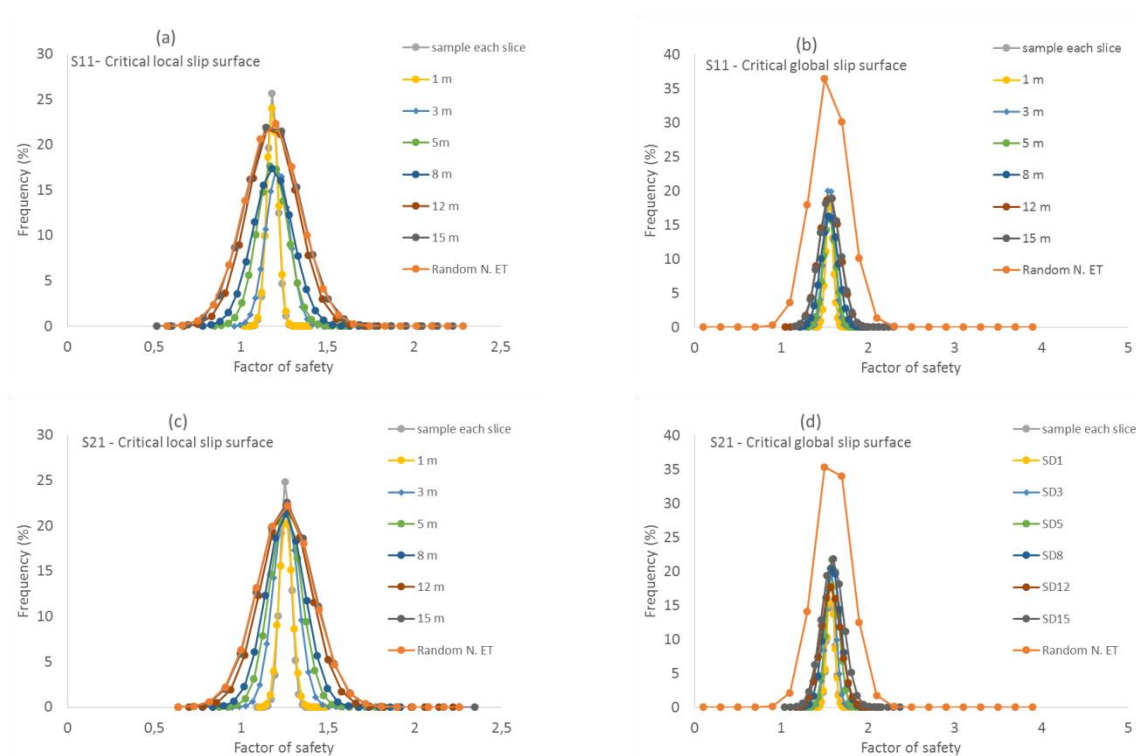 (a)
S11- Critical local slip surface
30
25
20
15
10
5
0
Frequency (%)
0
0,5
1
1,5
2
2,5
Factor of safety
sample each slice
1 m
3 m
5m
8 m
12 m
15 m
Random N. ET
(b)
S11 - Critical global slip surface
40
35
30
25
20
15
10
5
0
Frequency (%)
0
1
2
3
4
5
Factor of safety
sample each slice
1 m
3 m
5 m
8 m
12 m
15 m
Random N. ET
(c)
S21 - Critical local slip surface
30
25
20
15
10
5
0
Frequency (%)
0
0,5
1
1,5
2
2,5
Factor of safety
sample each slice
1 m
3 m
5 m
8 m
12 m
15 m
Random N. ET
(d)
S21 - Critical global slip surface
40
35
30
25
20
15
10
5
0
Frequency (%)
0
1
2
3
4
5
Factor of safety
sample each slice
SD1
SD3
SD5
SD8
SD12
SD15
Random N. ET